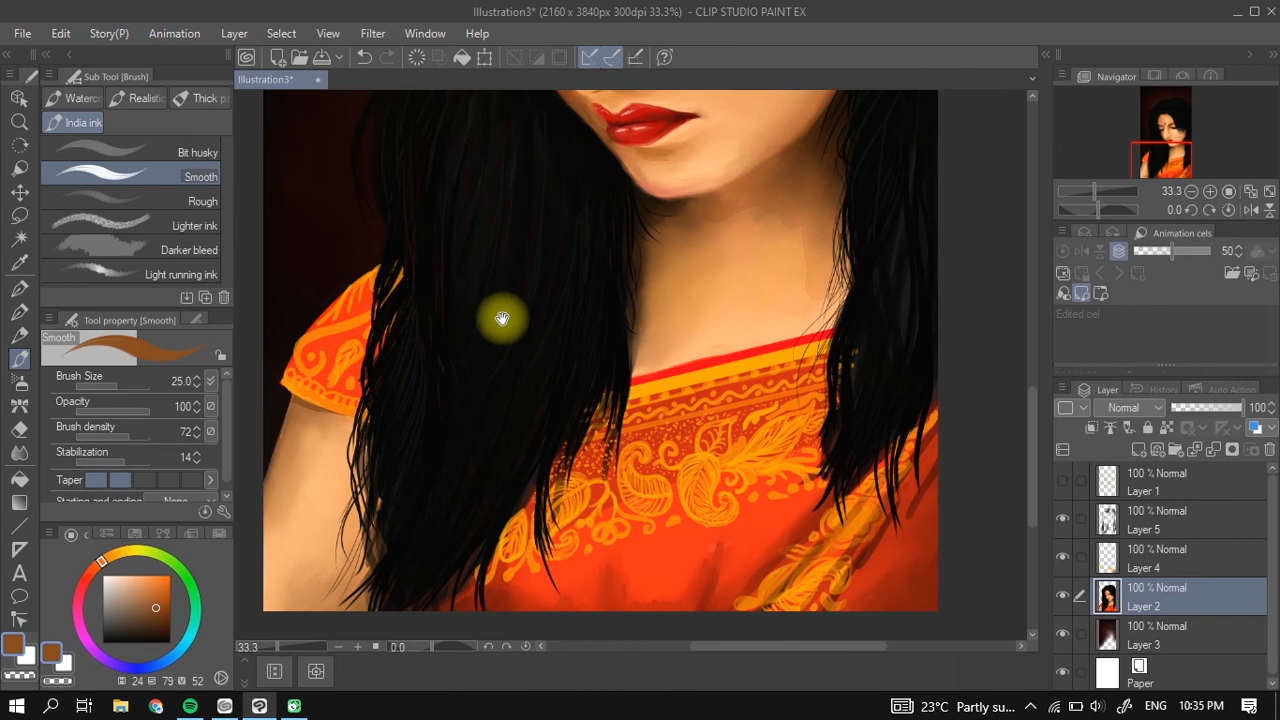 Illustration3* (2160 x 3840px 300dpi 33.3%) - CLIP STUDIO PAINT EX
File Edit Story(P) Animation Layer Select View Filter Window Help
Sub Tool [Brush]
Illustration3*
Navigator
Waterc Realistic Thick pa
India ink
Bit husky
Smooth
Rough
Lighter ink
Darker bleed
Light running ink
33.3
0.0
Animation cels
50
Edited cel
Tool property [Smooth]
Smooth
Brush Size 25.0
Opacity 100
Brush density 72
Stabilization 14
Taper
Starting and ending None
Layer History Auto Action
Normal 100
100 % Normal
Layer 1
100 % Normal
Layer 5
100 % Normal
Layer 4
100 % Normal
Layer 2
100 % Normal
Layer 3
Paper
33.3 0.0
H 24 S 79 V 52
23°C Partly su... ENG 10:35 PM